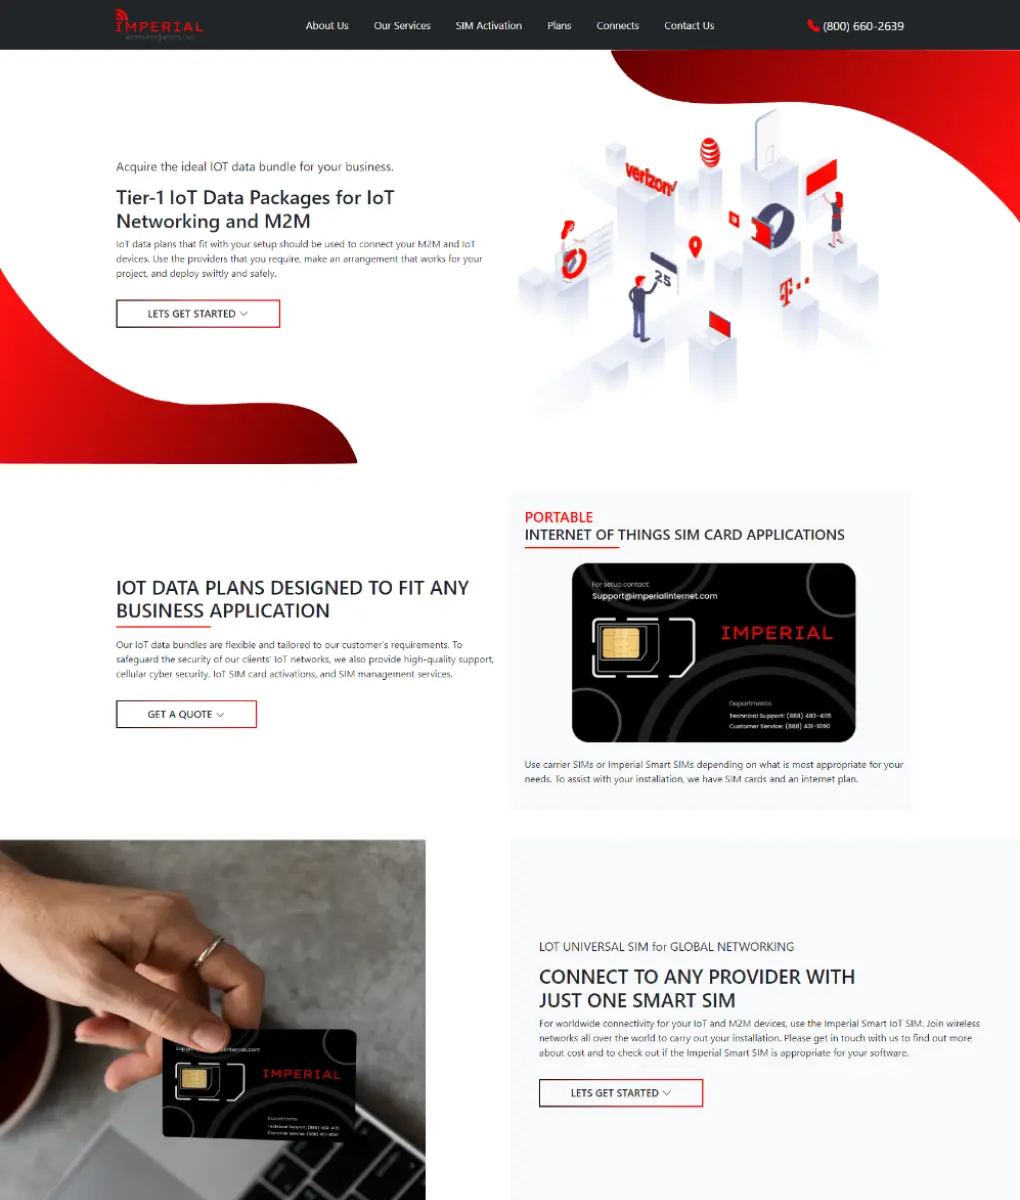 IMPERIAL
About Us
Our Services
SIM Activation
Plans
Connects
Contact Us
(800) 660-2639
Acquire the ideal IOT data bundle for your business.
Tier-1 IoT Data Packages for IoT
Networking and M2M
IoT data plans that fit with your setup should be used to connect your M2M and IoT
devices. Use the providers that you require, make an arrangement that works for your
project, and deploy swiftly and safely.
LETS GET STARTED
verizon
25
T
PORTABLE
INTERNET OF THINGS SIM CARD APPLICATIONS
For setup contact:
Support@imperialinternet.com
IMPERIAL
Departments
Technical Support: (888) 483-4115
Customer Service: (888) 431-1090
Use carrier SIMs or Imperial Smart SIMs depending on what is most appropriate for your
needs. To assist with your installation, we have SIM cards and an internet plan.
IOT DATA PLANS DESIGNED TO FIT ANY
BUSINESS APPLICATION
Our IoT data bundles are flexible and tailored to our customer's requirements. To
safeguard the security of our clients' IoT networks, we also provide high-quality support,
cellular cyber security, IoT SIM card activations, and SIM management services.
GET A QUOTE
IMPERIAL
Departments
Technical Support:
Customer Service:
LOT UNIVERSAL SIM for GLOBAL NETWORKING
CONNECT TO ANY PROVIDER WITH
JUST ONE SMART SIM
For worldwide connectivity for your IoT and M2M devices, use the Imperial Smart IoT SIM. Join wireless
networks all over the world to carry out your installation. Please get in touch with us to find out more
about cost and to check out if the Imperial Smart SIM is appropriate for your software.
LETS GET STARTED